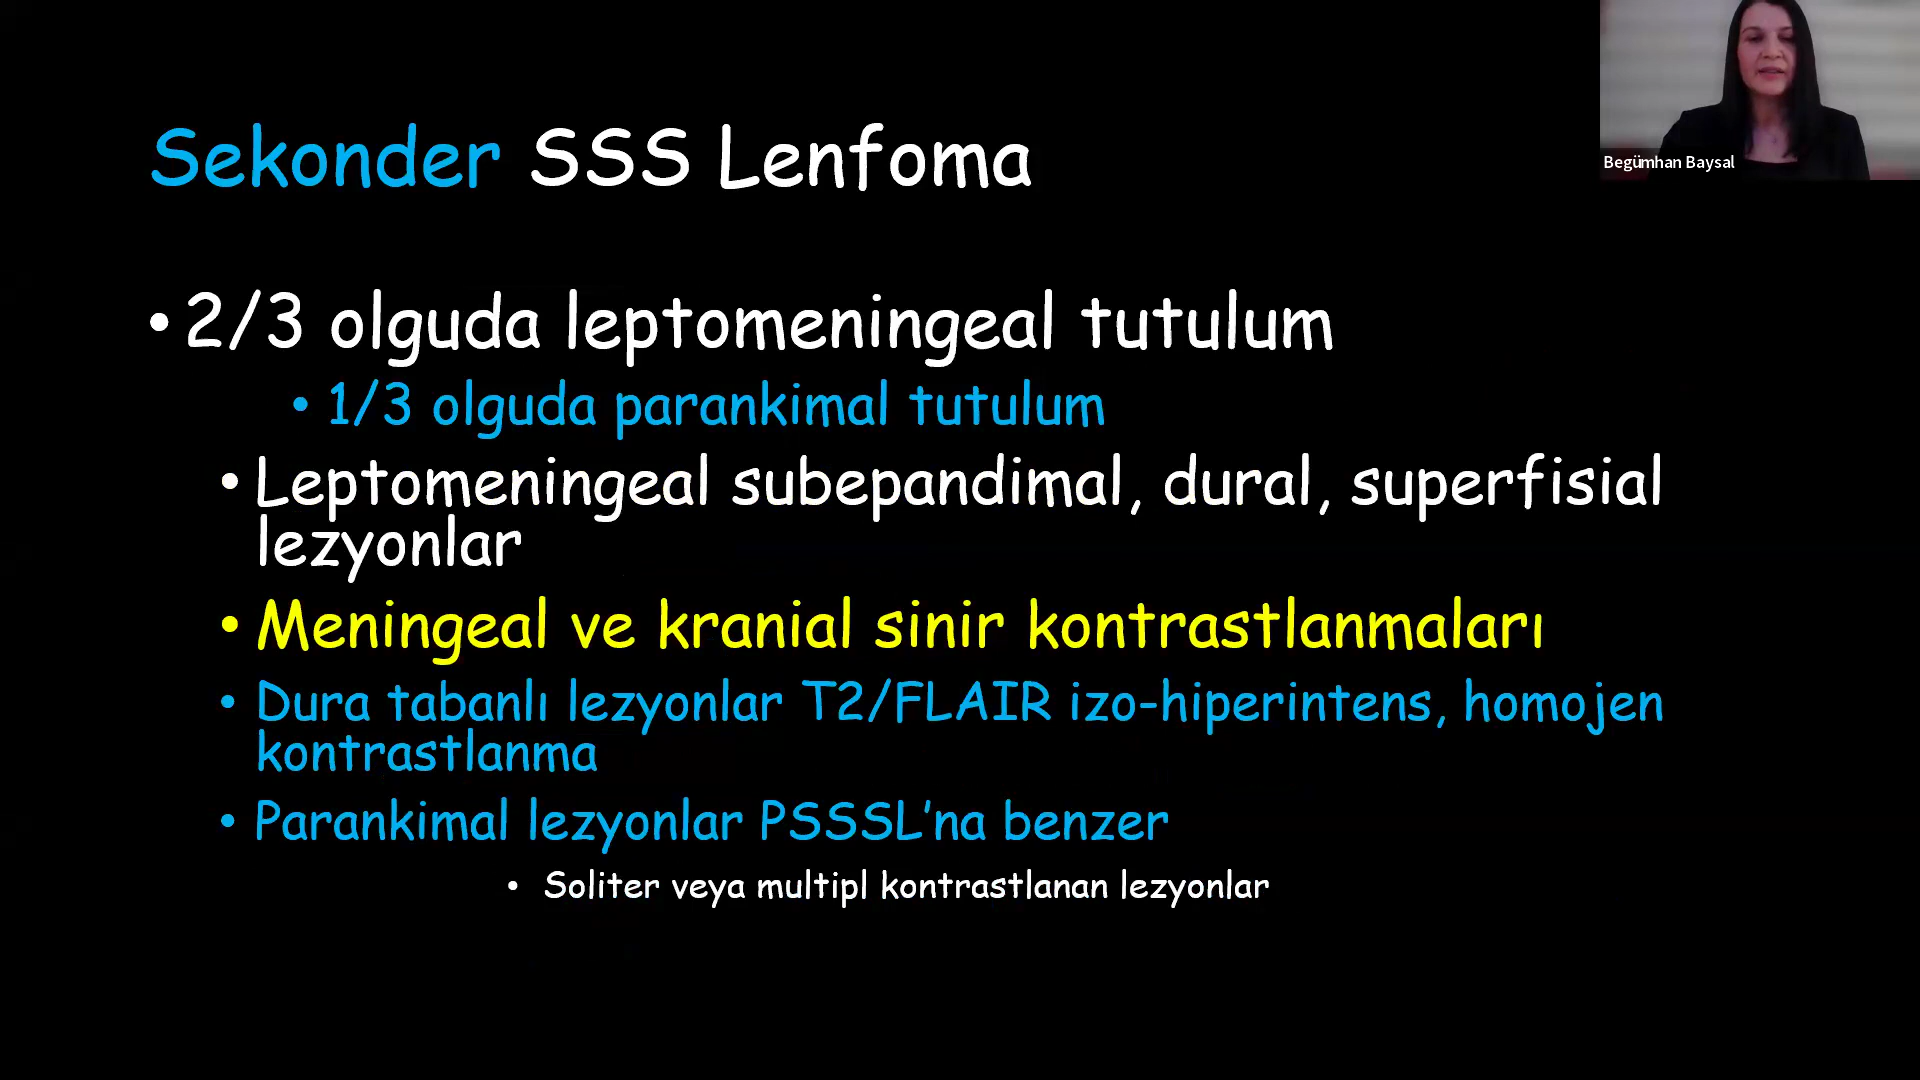 Begümhan Baysal
Sekonder SSS Lenfoma
• 2/3 olguda leptomeningeal tutulum
• 1/3 olguda parankimal tutulum
• Leptomeningeal subepandimal, dural, superfisial
lezyonlar
• Meningeal ve kranial sinir kontrastlanmaları
• Dura tabanlı lezyonlar T2/FLAIR izo-hiperintens, homojen
kontrastlanma
• Parankimal lezyonlar PSSSL’na benzer
• Soliter veya multipl kontrastlanan lezyonlar